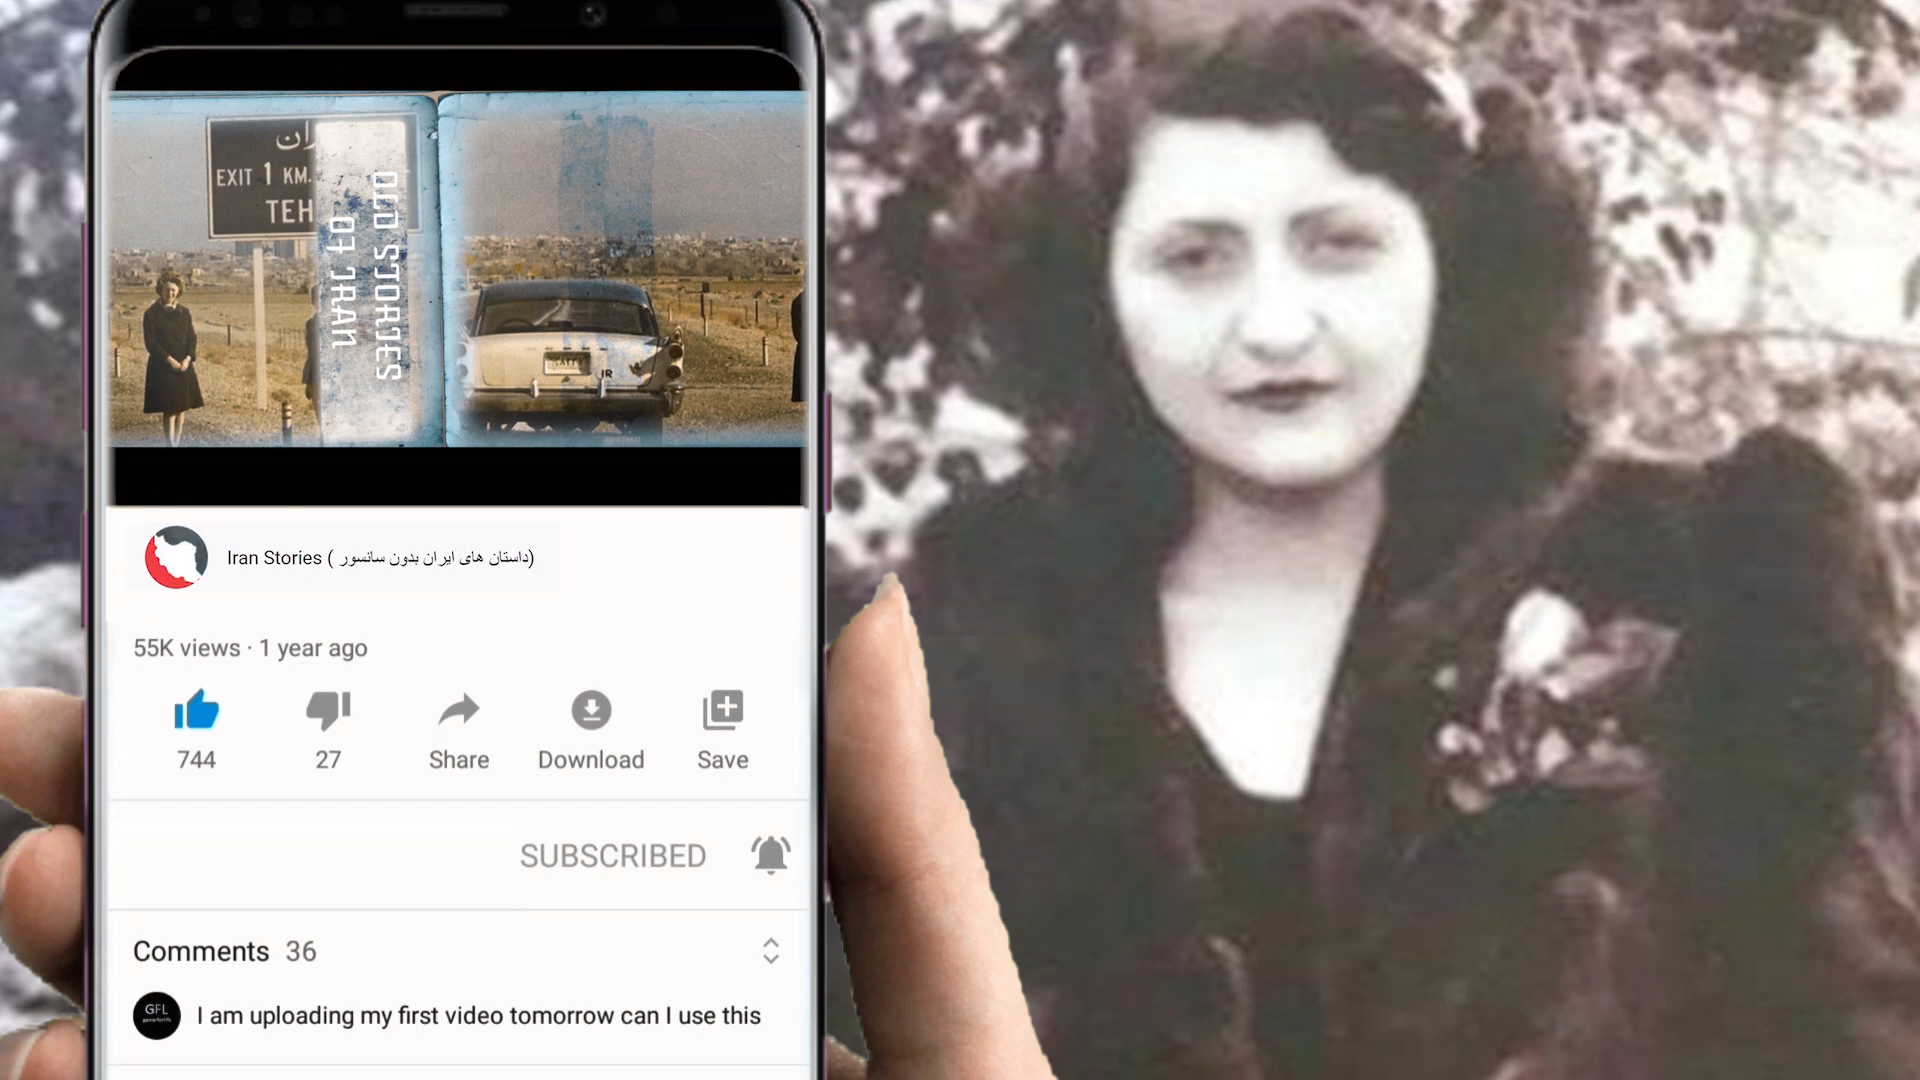 ران
EXIT 1 KM.
TEH
OLD STORIES
OF IRAN
IR
Iran Stories ( داستان های ایران بدون سانسور)
55K views · 1 year ago
744
27
Share
Download
Save
SUBSCRIBED
Comments 36
GFL
I am uploading my first video tomorrow can I use this